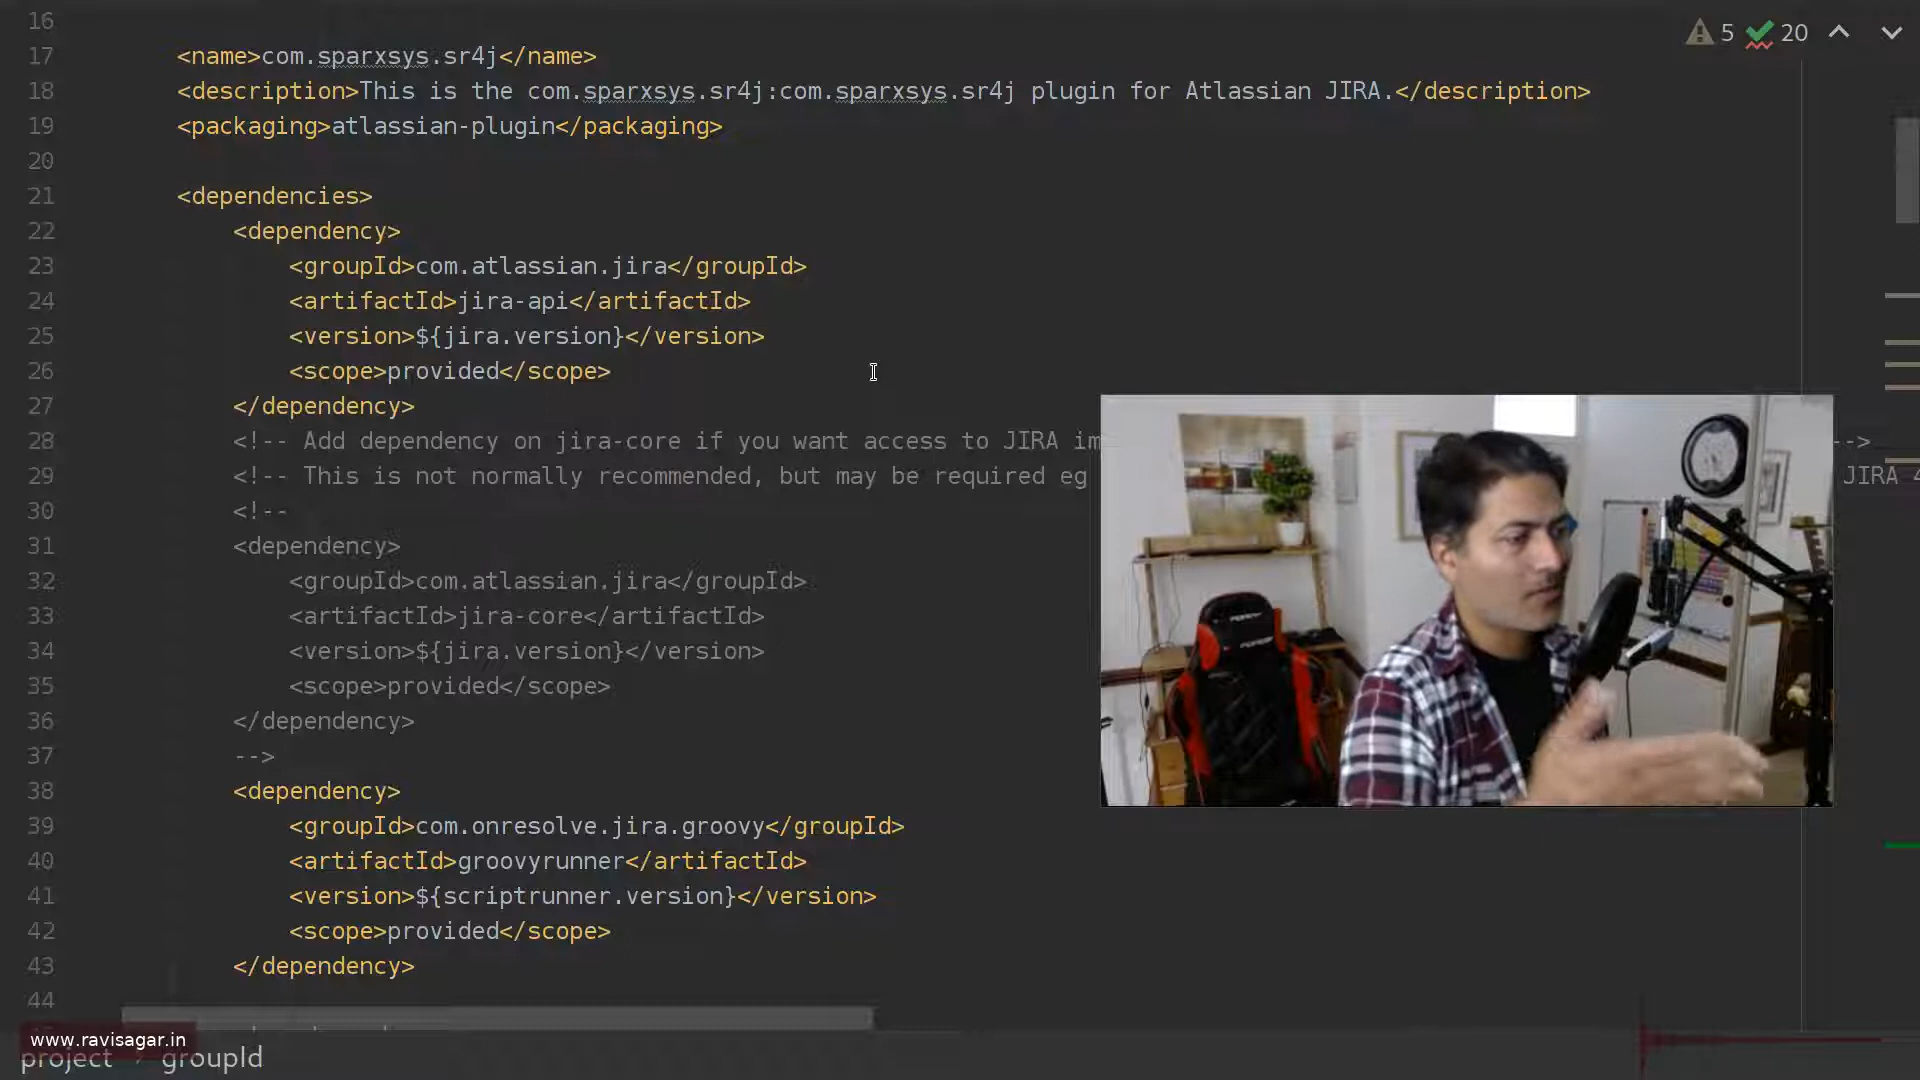 16
17 <name>com.sparxsys.sr4j</name>
18 <description>This is the com.sparxsys.sr4j:com.sparxsys.sr4j plugin for Atlassian JIRA.</description>
19 <packaging>atlassian-plugin</packaging>
20
21 <dependencies>
22 <dependency>
23 <groupId>com.atlassian.jira</groupId>
24 <artifactId>jira-api</artifactId>
25 <version>${jira.version}</version>
26 <scope>provided</scope>
27 </dependency>
28 <!-- Add dependency on jira-core if you want access to JIRA im -->
29 <!-- This is not normally recommended, but may be required eg JIRA 4
30 <!--
31 <dependency>
32 <groupId>com.atlassian.jira</groupId>
33 <artifactId>jira-core</artifactId>
34 <version>${jira.version}</version>
35 <scope>provided</scope>
36 </dependency>
37 -->
38 <dependency>
39 <groupId>com.onresolve.jira.groovy</groupId>
40 <artifactId>groovyrunner</artifactId>
41 <version>${scriptrunner.version}</version>
42 <scope>provided</scope>
43 </dependency>
44
5 20
www.ravisagar.in
project › groupId